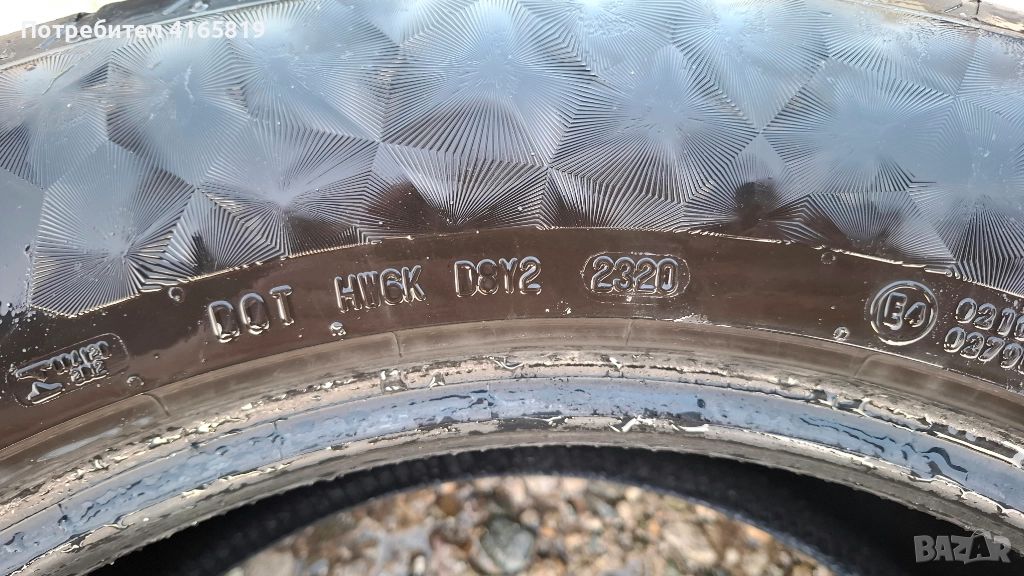 Потребител 4165819
DOT HW6K D8Y2 2320
E4
BAZAR